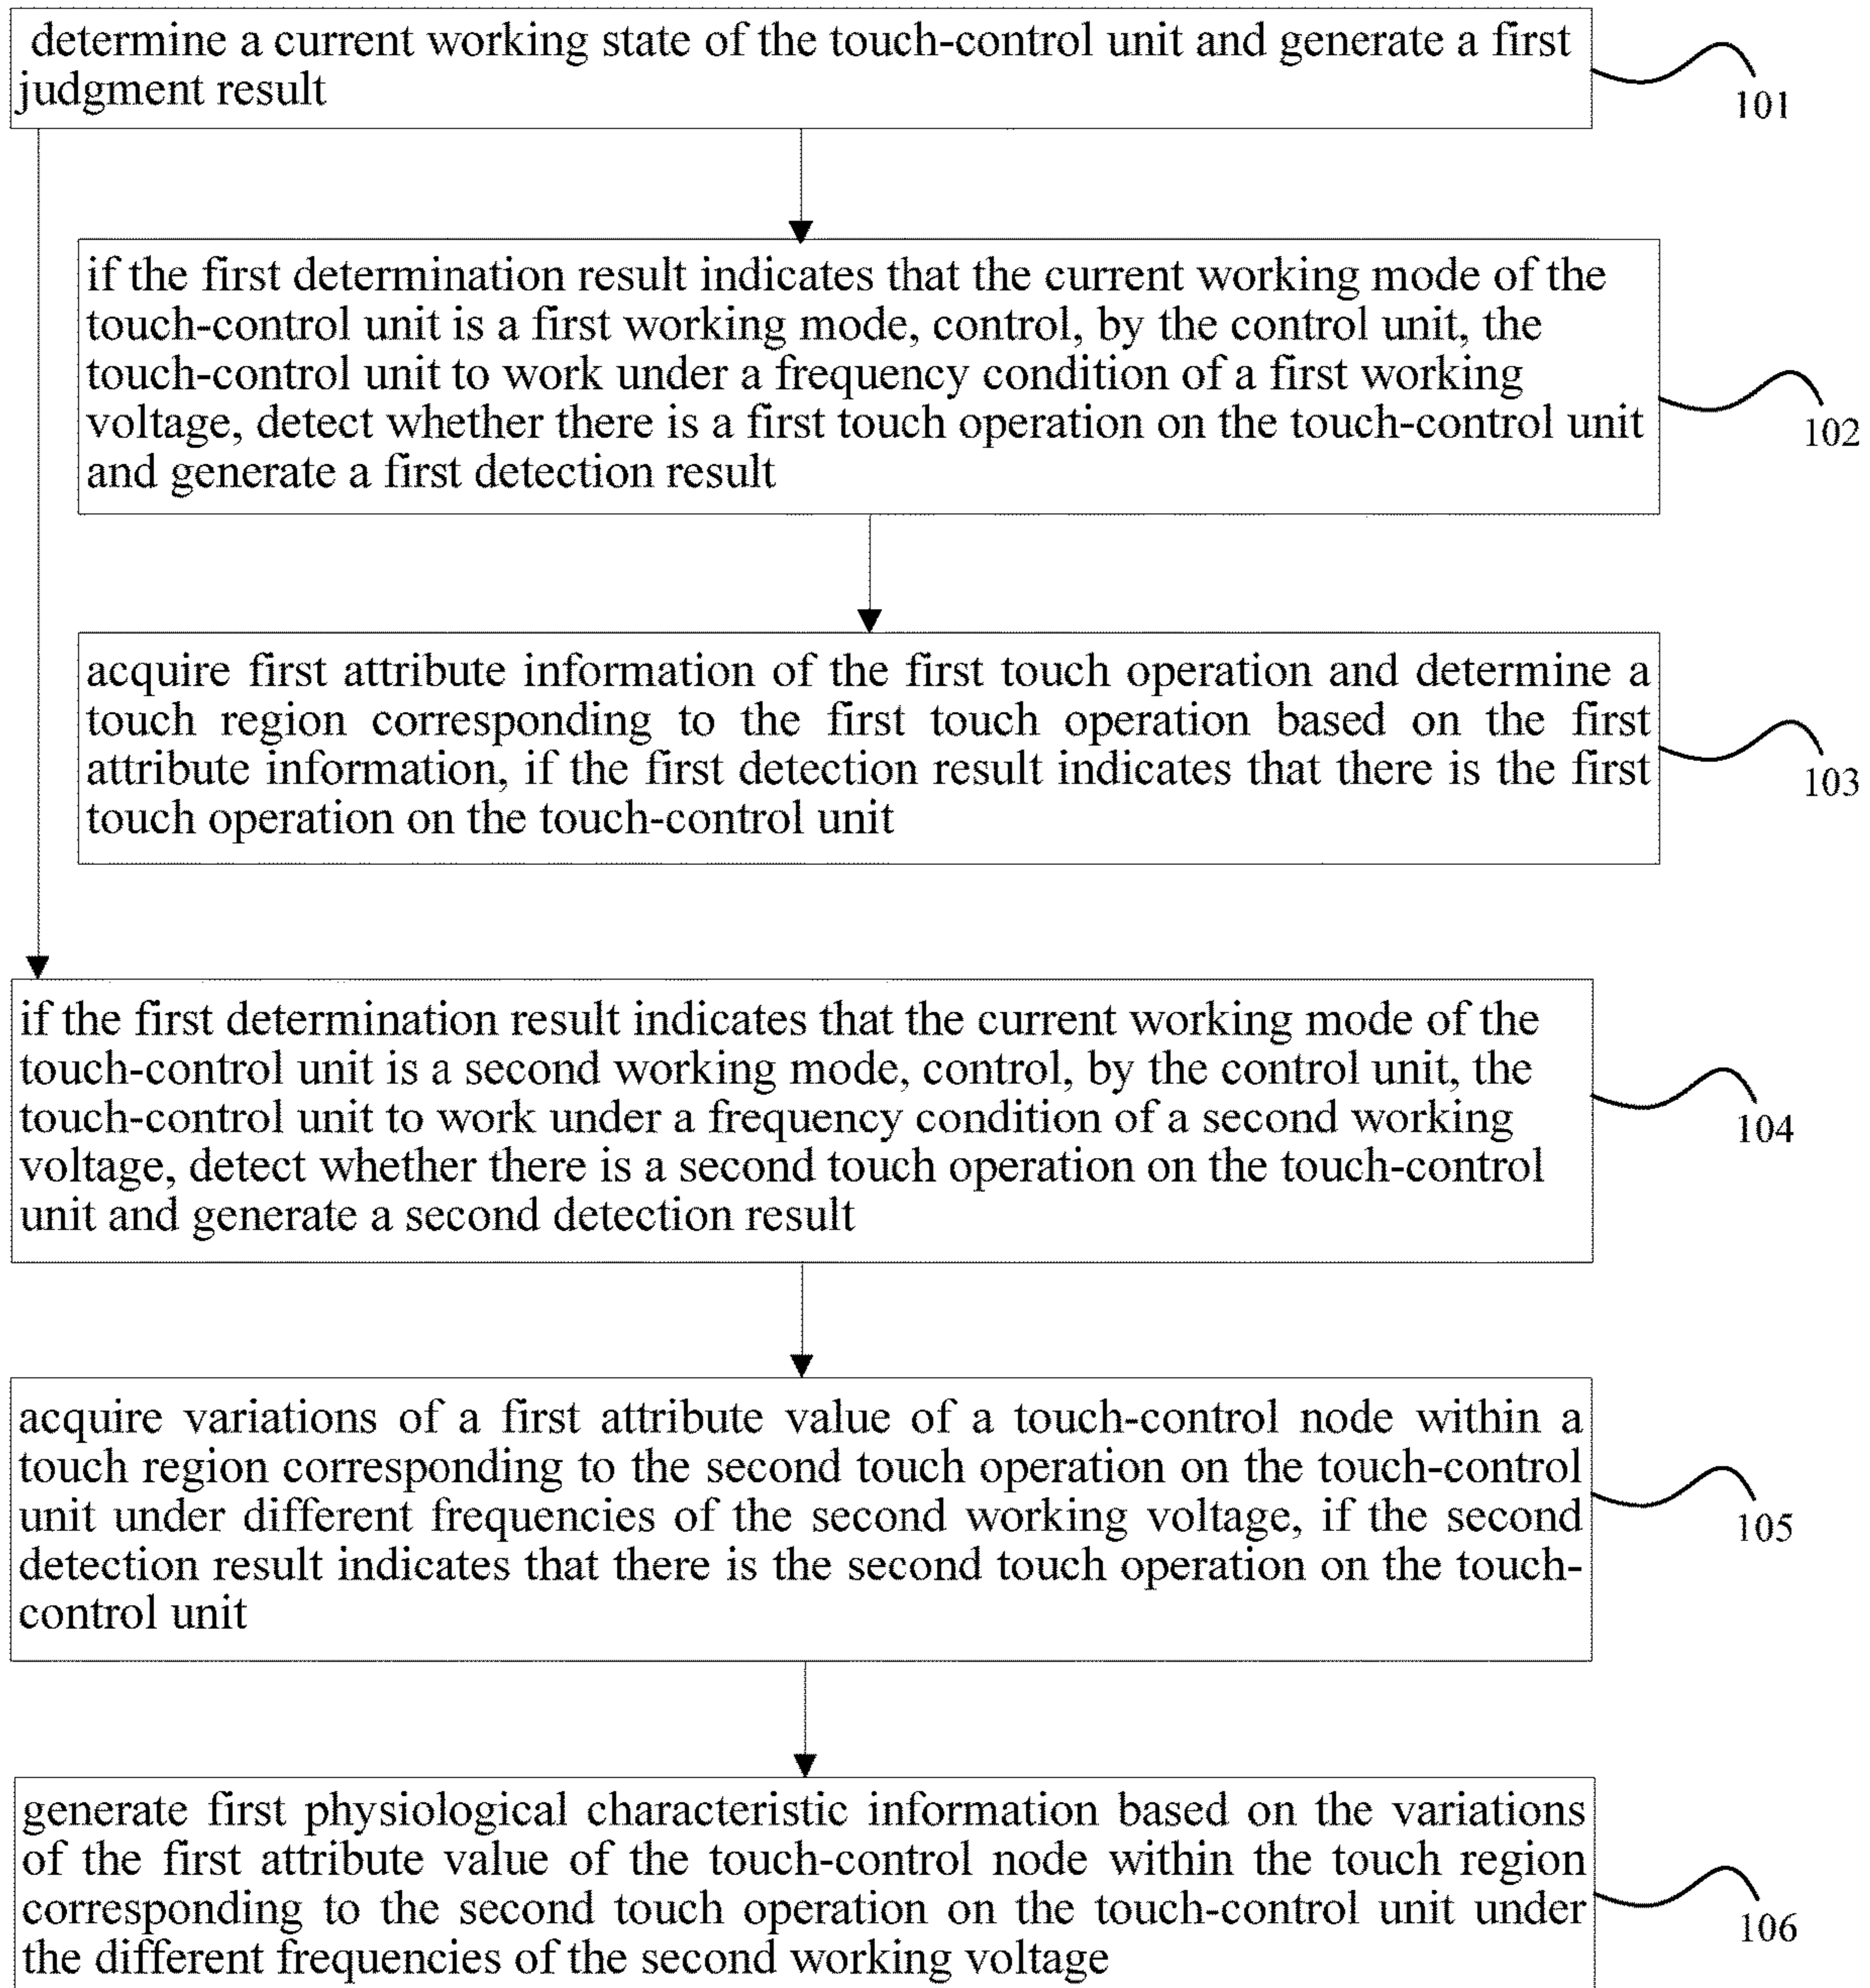 determine a current working state of the touch-control unit and generate a first
judgment result
101
if the first determination result indicates that the current working mode of the
touch-control unit is a first working mode, control, by the control unit, the
touch-control unit to work under a frequency condition of a first working
voltage, detect whether there is a first touch operation on the touch-control unit
and generate a first detection result
102
acquire first attribute information of the first touch operation and determine a
touch region corresponding to the first touch operation based on the first
attribute information, if the first detection result indicates that there is the first
touch operation on the touch-control unit
103
if the first determination result indicates that the current working mode of the
touch-control unit is a second working mode, control, by the control unit, the
touch-control unit to work under a frequency condition of a second working
voltage, detect whether there is a second touch operation on the touch-control
unit and generate a second detection result
104
acquire variations of a first attribute value of a touch-control node within a
touch region corresponding to the second touch operation on the touch-control
unit under different frequencies of the second working voltage, if the second
detection result indicates that there is the second touch operation on the touch-
control unit
105
generate first physiological characteristic information based on the variations
of the first attribute value of the touch-control node within the touch region
corresponding to the second touch operation on the touch-control unit under
the different frequencies of the second working voltage
106